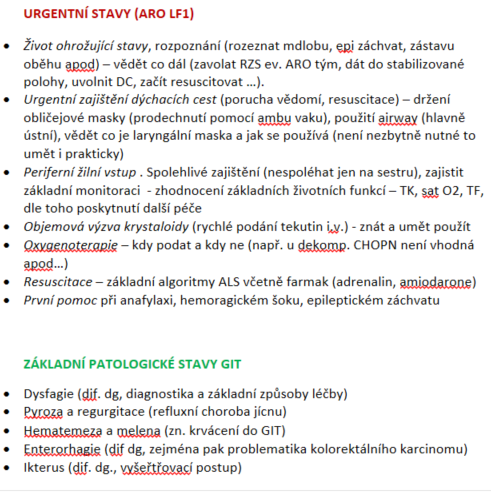 URGENTNÍ STAVY (ARO LF1)
• Život ohrožující stavy, rozpoznání (rozeznat mdlobu, epi záchvat, zástavu
oběhu apod) – vědět co dál (zavolat RZS ev. ARO tým, dát do stabilizované
polohy, uvolnit DC, začít resuscitovat …).
• Urgentní zajištění dýchacích cest (porucha vědomí, resuscitace) – držení
obličejové masky (prodechnutí pomocí ambu vaku), použití airway (hlavně
ústní), vědět co je laryngální maska a jak se používá (není nezbytně nutné to
umět i prakticky)
• Periferní žilní vstup . Spolehlivé zajištění (nespoléhat jen na sestru), zajistit
základní monitoraci - zhodnocení základních životních funkcí – TK, sat O2, TF,
dle toho poskytnutí další péče
• Objemová výzva krystaloidy (rychlé podání tekutin i.v.) - znát a umět použít
• Oxygenoterapie – kdy podat a kdy ne (např. u dekomp. CHOPN není vhodná
apod…)
• Resuscitace – základní algoritmy ALS včetně farmak (adrenalin, amiodarone)
• První pomoc při anafylaxi, hemoragickém šoku, epileptickém záchvatu
ZÁKLADNÍ PATOLOGICKÉ STAVY GIT
• Dysfagie (dif. dg, diagnostika a základní způsoby léčby)
• Pyroza a regurgitace (refluxní choroba jícnu)
• Hematemeza a melena (zn. krvácení do GIT)
• Enterorhagie (dif dg, zejména pak problematika kolorektálního karcinomu)
• Ikterus (dif. dg., vyšeřtřovací postup)